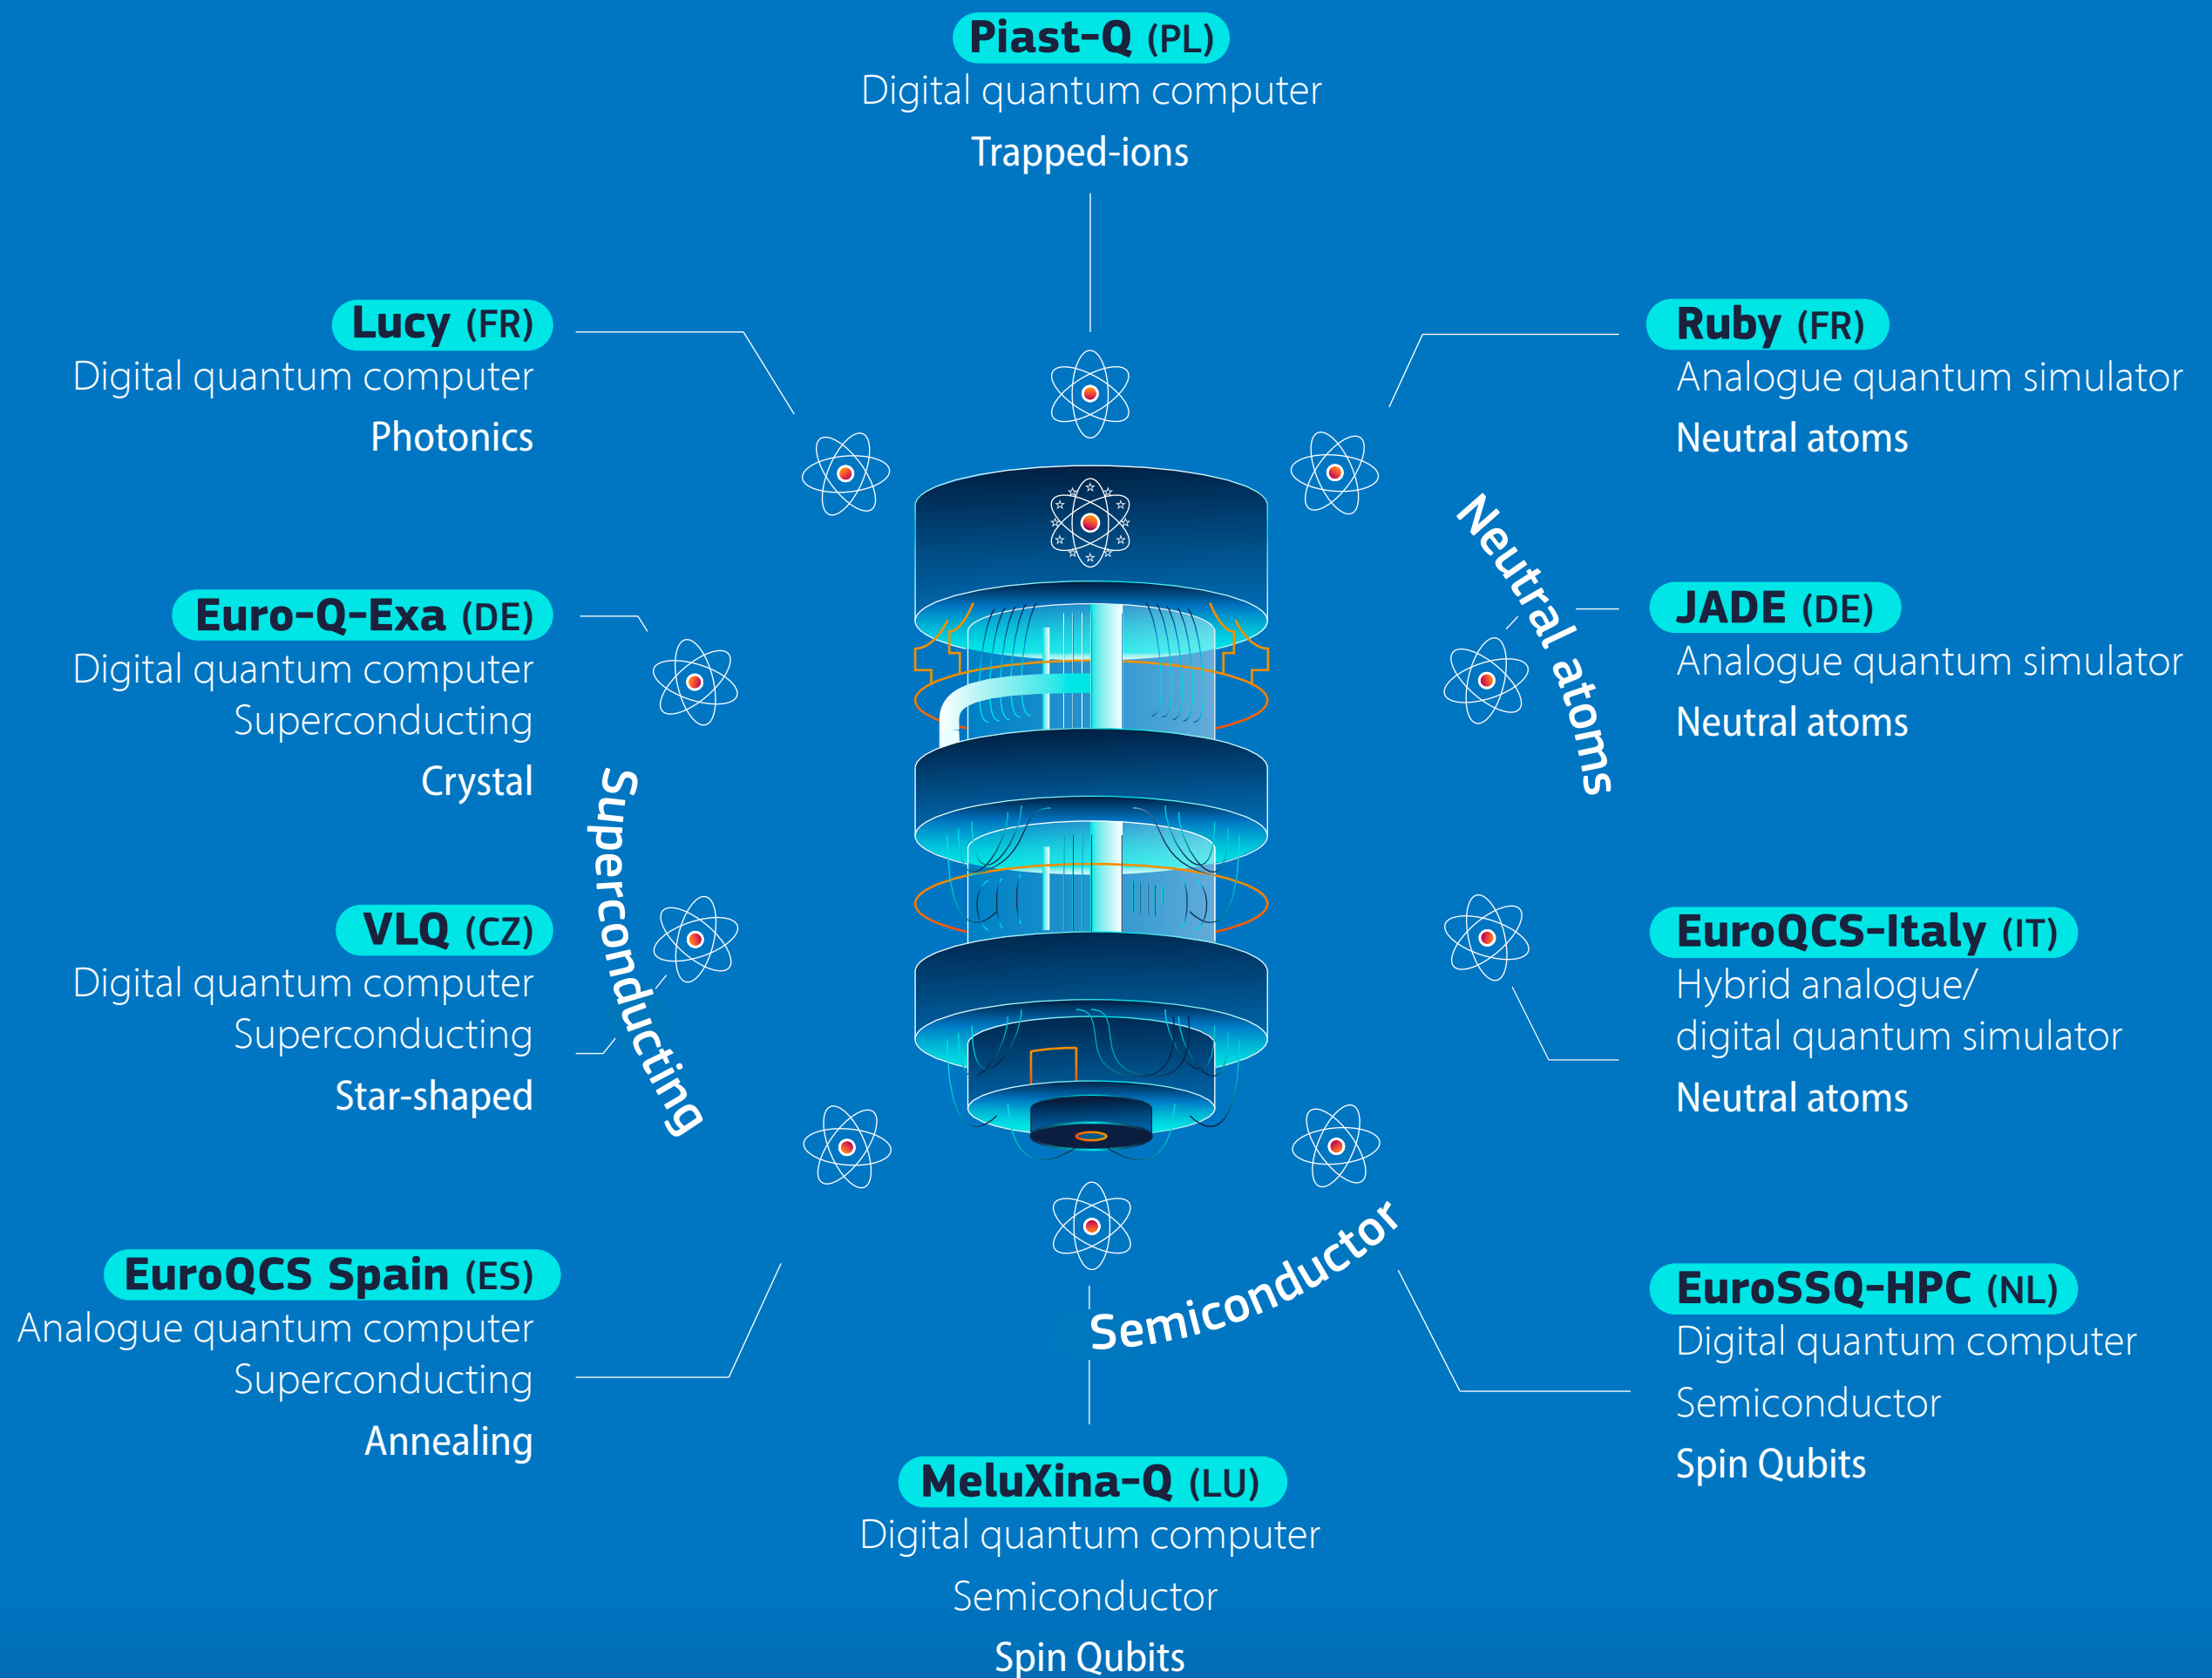 Piast-Q (PL)
Digital quantum computer
Trapped-ions
Lucy (FR)
Digital quantum computer
Photonics
Ruby (FR)
Analogue quantum simulator
Neutral atoms
Euro-Q-Exa (DE)
Digital quantum computer
Superconducting
Crystal
Neutral atoms
JADE (DE)
Analogue quantum simulator
Neutral atoms
Superconducting
VLQ (CZ)
Digital quantum computer
Superconducting
Star-shaped
EuroQCS-Italy (IT)
Hybrid analogue/
digital quantum simulator
Neutral atoms
EuroQCS Spain (ES)
Analogue quantum computer
Superconducting
Annealing
Semiconductor
EuroSSQ-HPC (NL)
Digital quantum computer
Semiconductor
Spin Qubits
MeluXina-Q (LU)
Digital quantum computer
Semiconductor
Spin Qubits